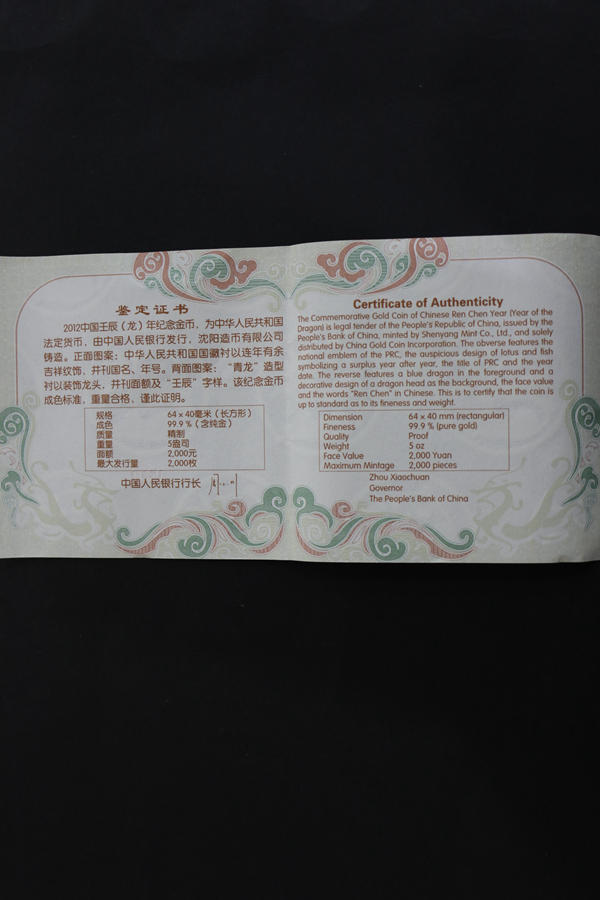 鉴定证书
2012中国壬辰（龙）年纪念金币，为中华人民共和国
法定货币，由中国人民银行发行，沈阳造币有限公司
铸造。正面图案：中华人民共和国国徽衬以连年有余
吉祥纹饰，并刊国名、年号。背面图案：“青龙”造型
衬以装饰龙头，并刊面额及“壬辰”字样。该纪念金币
成色标准，重量合格，谨此证明。
规格 64×40毫米（长方形）
成色 99.9%（含纯金）
质量 精制
重量 5盎司
面额 2,000元
最大发行量 2,000枚
中国人民银行行长
Certificate of Authenticity
The Commemorative Gold Coin of Chinese Ren Chen Year (Year of the
Dragon) is legal tender of the People's Republic of China, issued by the
People's Bank of China, minted by Shenyang Mint Co., Ltd., and solely
distributed by China Gold Coin Incorporation. The obverse features the
national emblem of the PRC, the auspicious design of lotus and fish
symbolizing a surplus year after year, the title of PRC and the year
date. The reverse features a blue dragon in the foreground and a
decorative design of a dragon head as the background, the face value
and the words "Ren Chen" in Chinese. This is to certify that the coin is
up to standard as to its fineness and weight.
Dimension 64×40 mm (rectangular)
Fineness 99.9 % (pure gold)
Quality Proof
Weight 5 oz
Face Value 2,000 Yuan
Maximum Mintage 2,000 pieces
Zhou Xiaochuan
Governor
The People's Bank of China